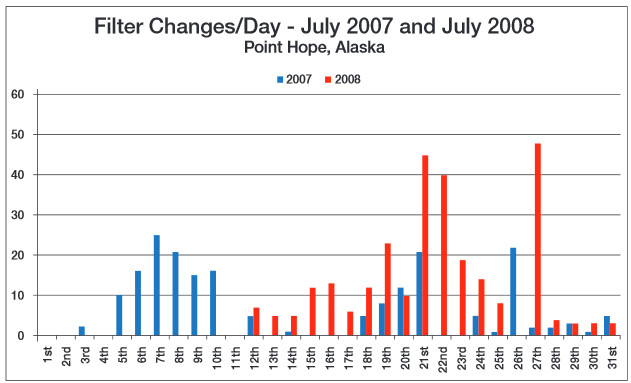 Filter Changes/Day - July 2007 and July 2008
Point Hope, Alaska
2007 2008
60
50
40
30
20
10
0
1st 2nd 3rd 4th 5th 6th 7th 8th 9th 10th 11th 12th 13th 14th 15th 16th 17th 18th 19th 20th 21st 22nd 23rd 24th 25th 26th 27th 28th 29th 30th 31st